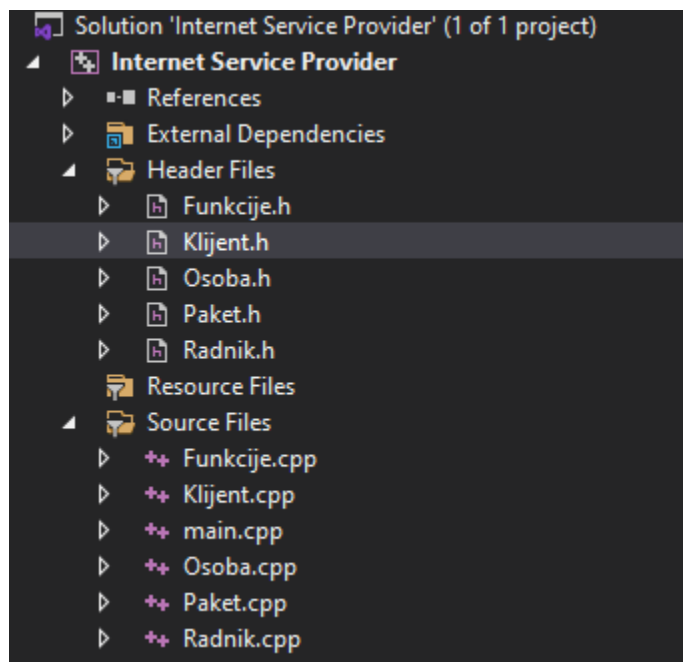 Solution 'Internet Service Provider' (1 of 1 project)
Internet Service Provider
References
External Dependencies
Header Files
Funkcije.h
Klijent.h
Osoba.h
Paket.h
Radnik.h
Resource Files
Source Files
Funkcije.cpp
Klijent.cpp
main.cpp
Osoba.cpp
Paket.cpp
Radnik.cpp